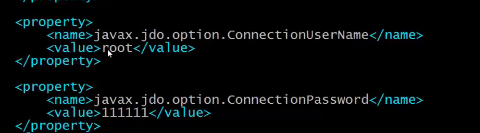 <property>
<name>javax.jdo.option.ConnectionUserName</name>
<value>root</value>
</property>
<property>
<name>javax.jdo.option.ConnectionPassword</name>
<value>111111</value>
</property>